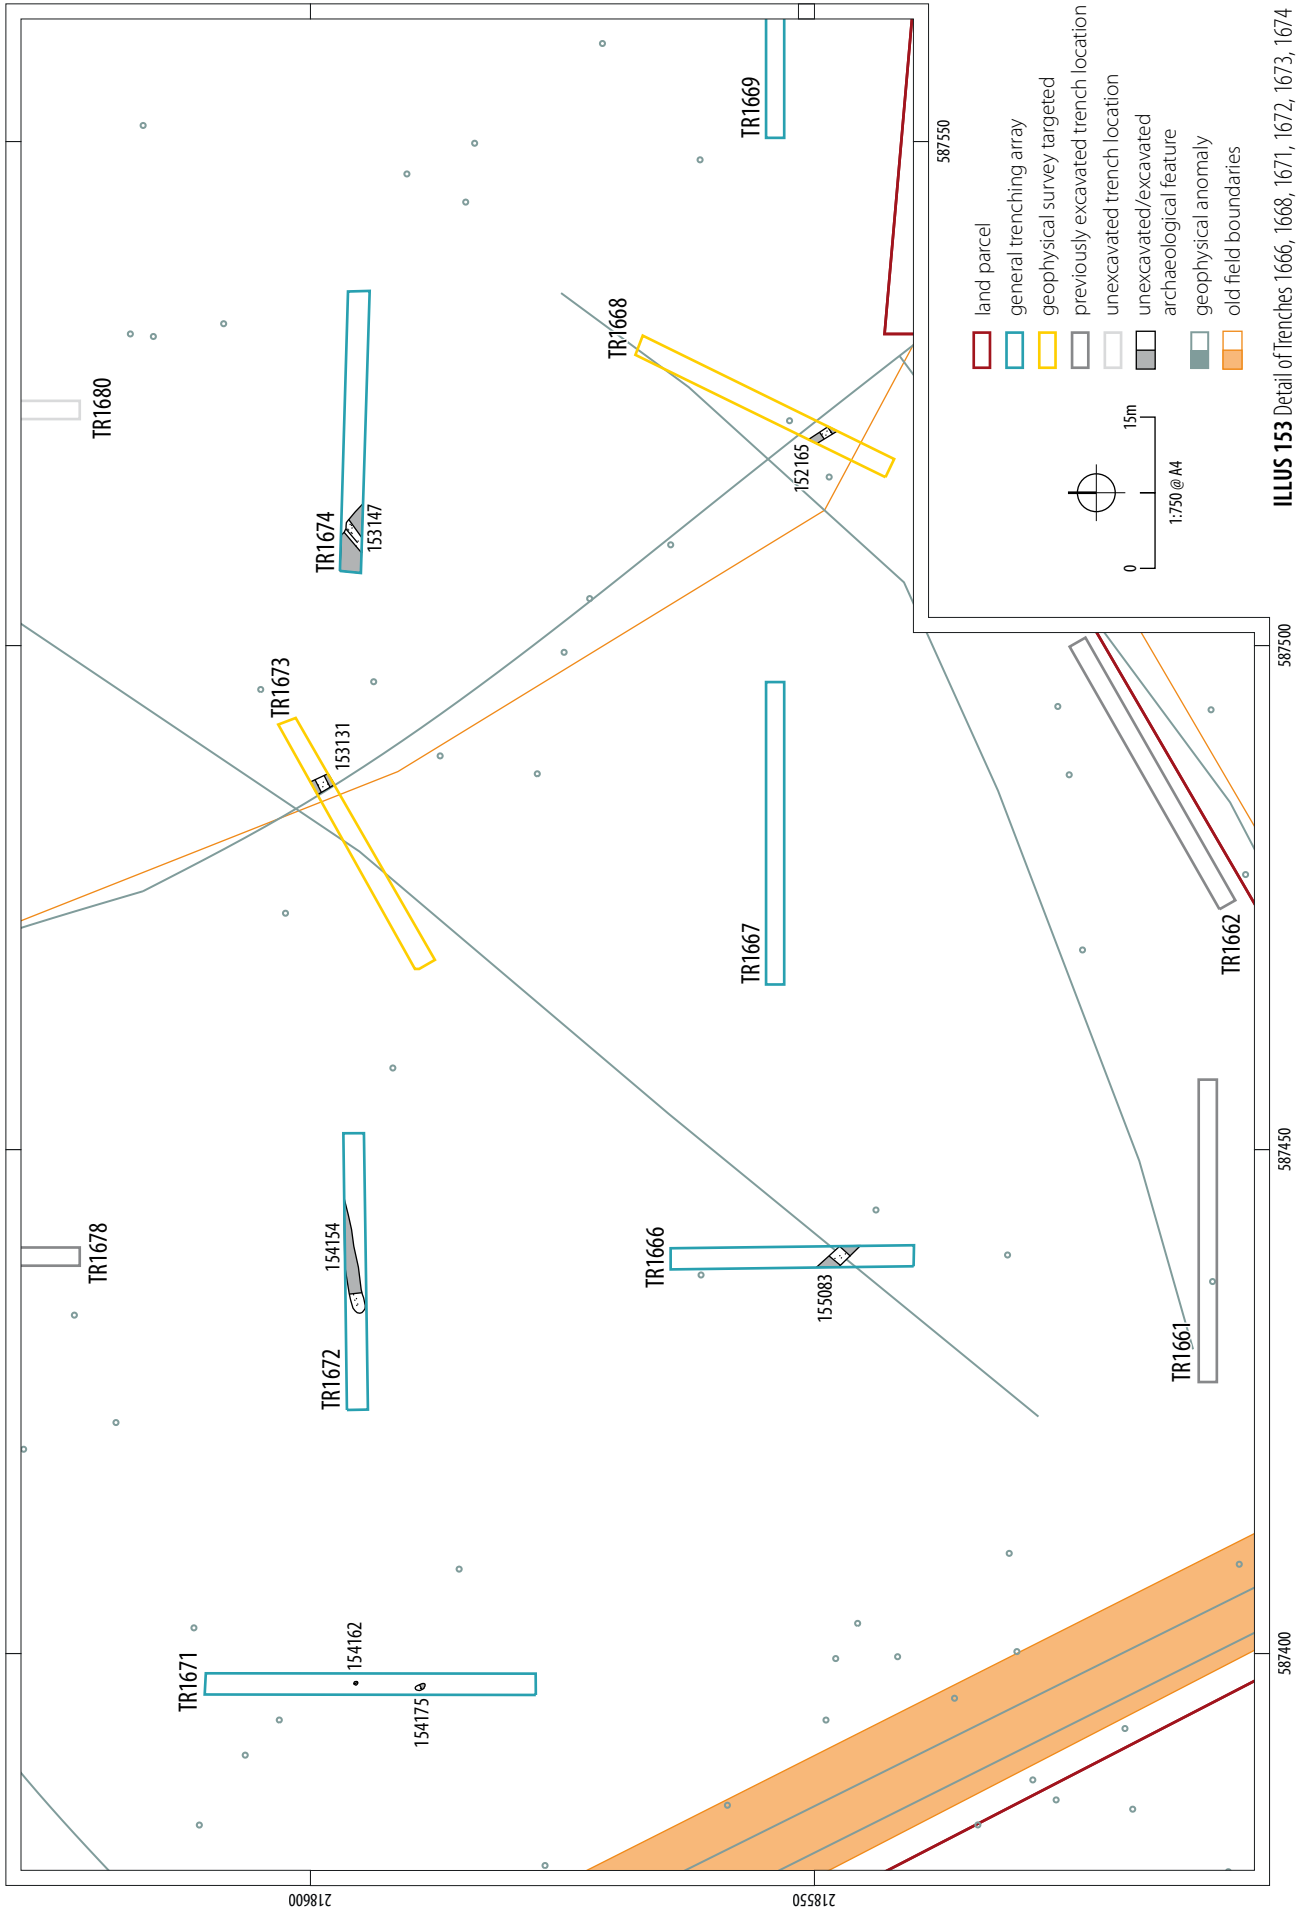 TR1680
TR1678
TR1674
153147
TR1673
153131
TR1672
154154
TR1671
154162
154175
TR1669
TR1668
152165
TR1667
TR1666
155083
TR1662
TR1661
218600
218550
587400
587450
587500
587550
land parcel
general trenching array
geophysical survey targeted
previously excavated trench location
unexcavated trench location
unexcavated/excavated
archaeological feature
geophysical anomaly
old field boundaries
0 15m
1:750 @ A4
ILLUS 153 Detail of Trenches 1666, 1668, 1671, 1672, 1673, 1674